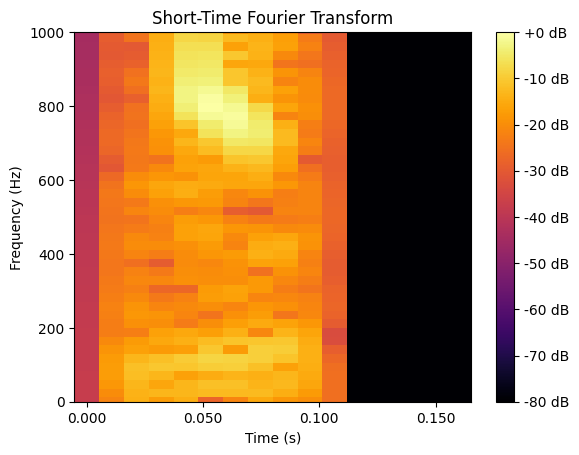 Short-Time Fourier Transform
1000
800
600
400
200
0
Frequency (Hz)
0.000
0.050
0.100
0.150
Time (s)
+0 dB
-10 dB
-20 dB
-30 dB
-40 dB
-50 dB
-60 dB
-70 dB
-80 dB